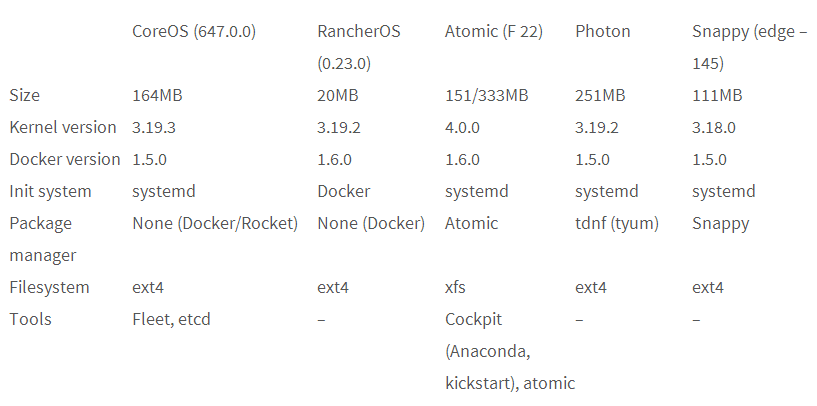 CoreOS (647.0.0) RancherOS Atomic (F 22) Photon Snappy (edge –
(0.23.0) 145)
Size 164MB 20MB 151/333MB 251MB 111MB
Kernel version 3.19.3 3.19.2 4.0.0 3.19.2 3.18.0
Docker version 1.5.0 1.6.0 1.6.0 1.5.0 1.5.0
Init system systemd Docker systemd systemd systemd
Package None (Docker/Rocket) None (Docker) Atomic tdnf (tyum) Snappy
manager
Filesystem ext4 ext4 xfs ext4 ext4
Tools Fleet, etcd – Cockpit – –
(Anaconda,
kickstart), atomic